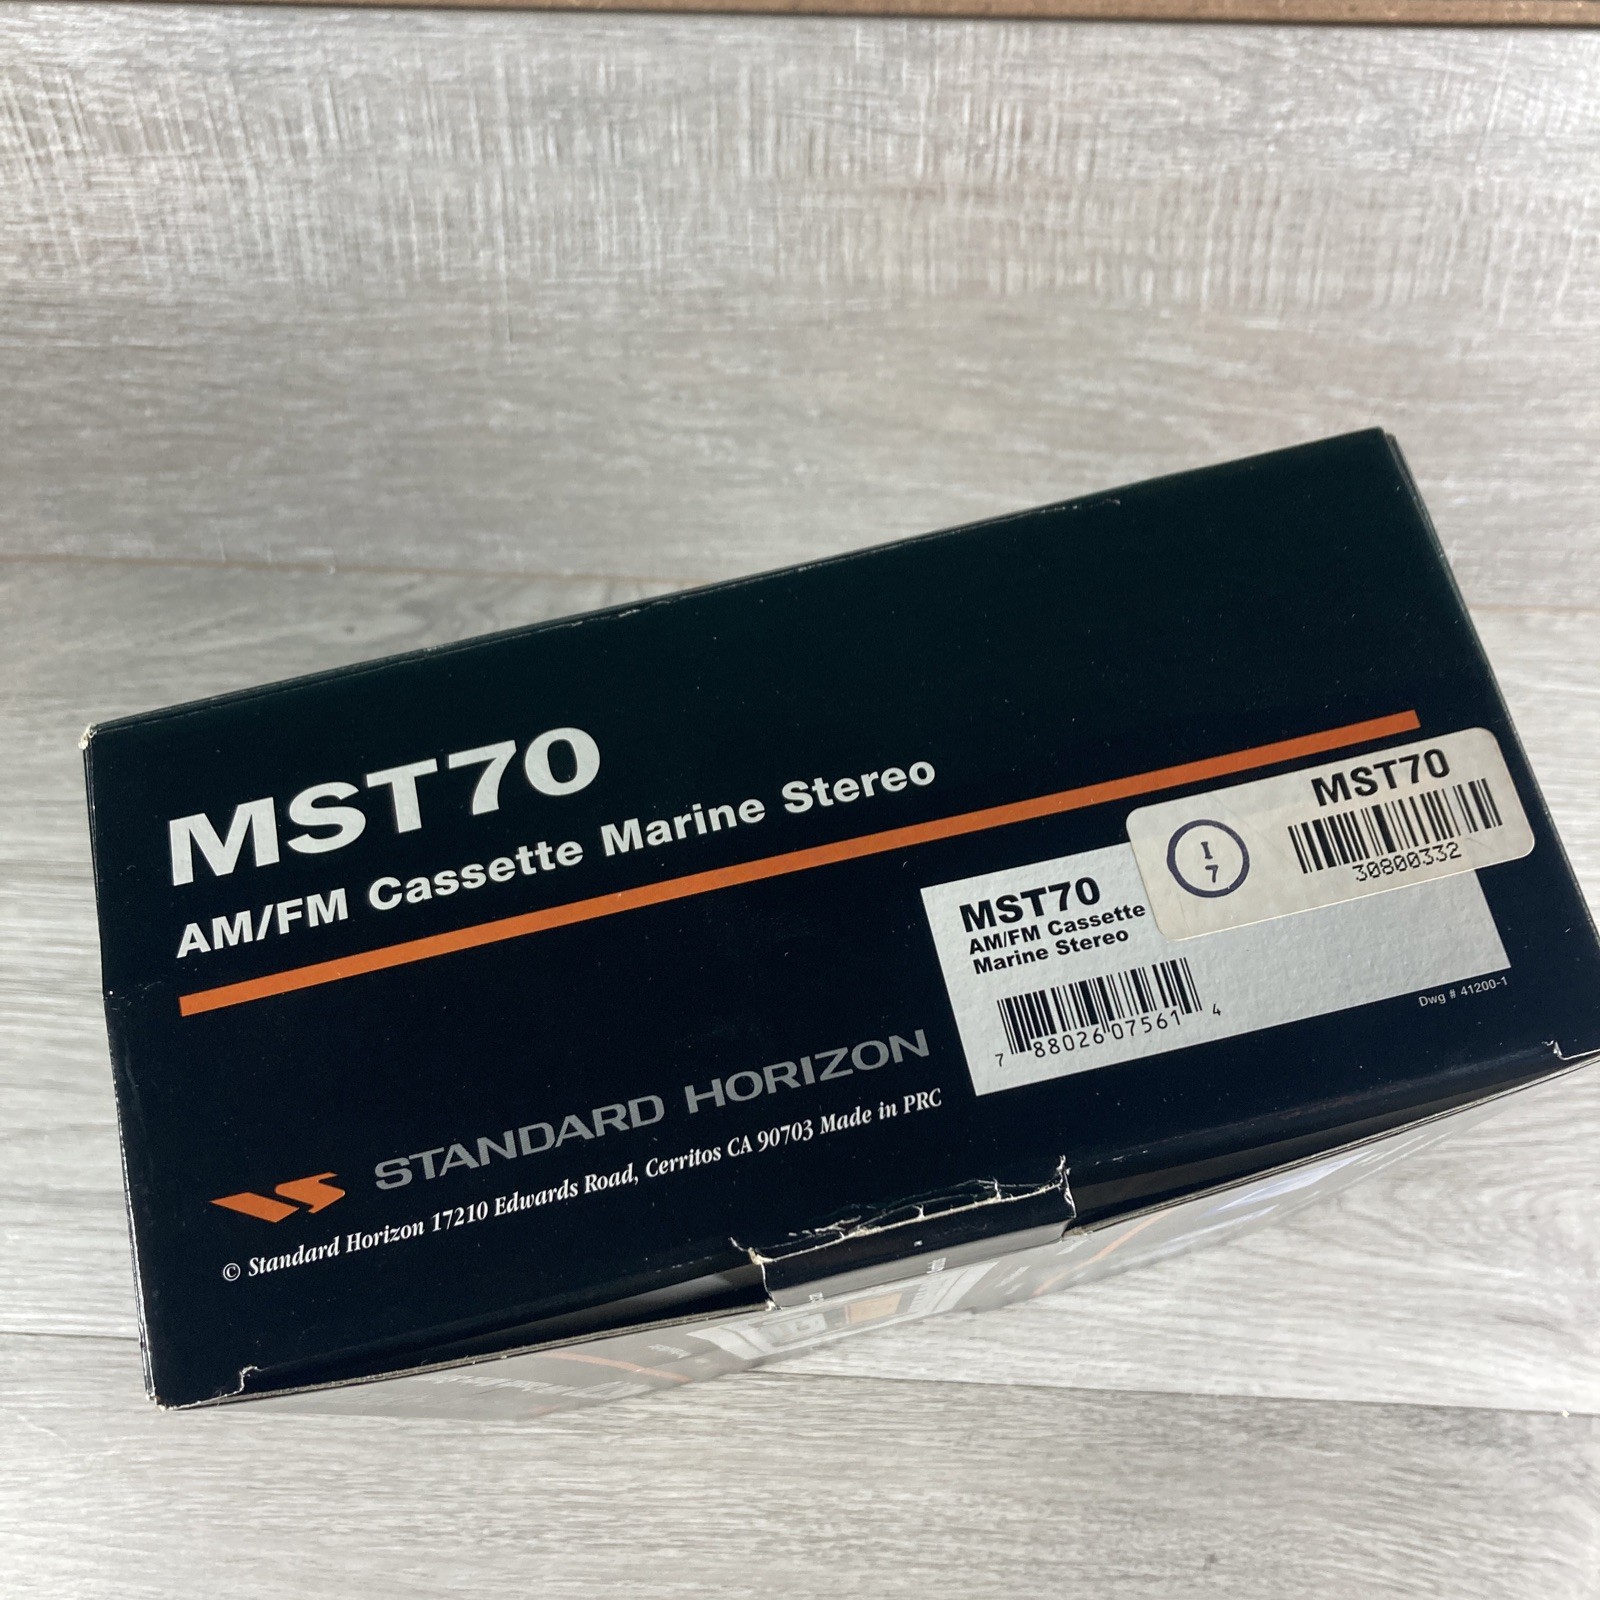 MST70
AM/FM Cassette Marine Stereo
MST70
I
7
30800332
MST70
AM/FM Cassette
Marine Stereo
7 88026 07561 4
Dwg # 41200-1
STANDARD HORIZON
© Standard Horizon 17210 Edwards Road, Cerritos CA 90703 Made in PRC